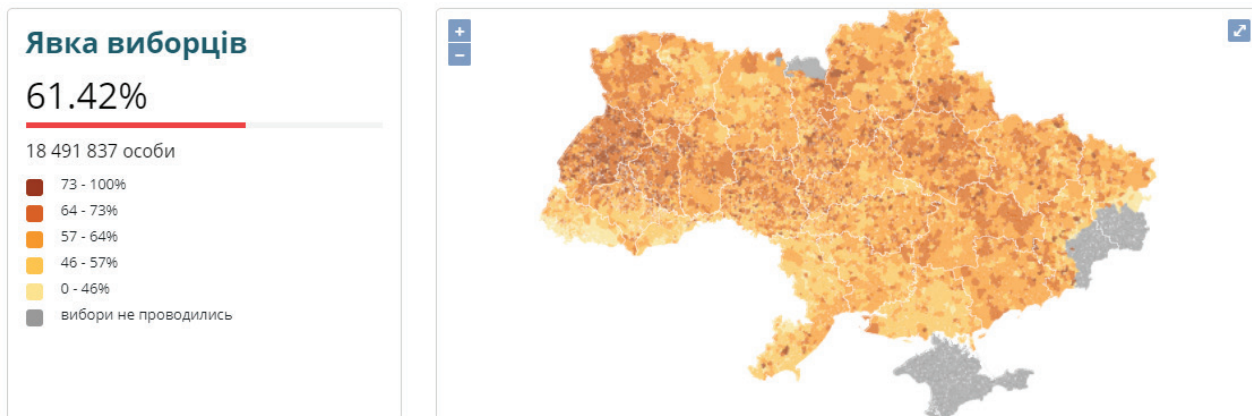 Явка виборців
61.42%
18 491 837 особи
73 - 100%
64 - 73%
57 - 64%
46 - 57%
0 - 46%
вибори не проводились
+
−